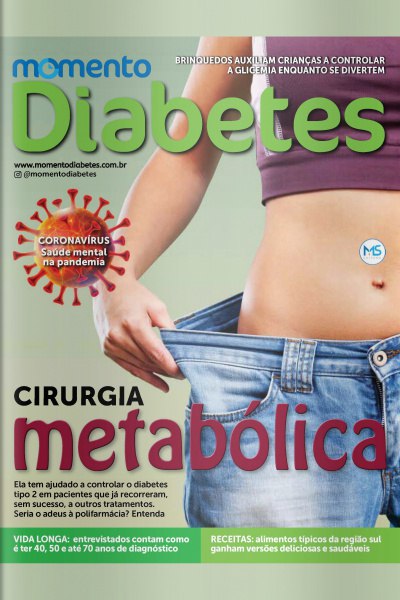 BRINQUEDOS AUXILIAM CRIANÇAS A CONTROLAR
A GLICEMIA ENQUANTO SE DIVERTEM
momento
Diabetes
www.momentodiabetes.com.br
@momentodiabetes
CORONAVÍRUS
Saúde mental
na pandemia
MS
CIRURGIA
metabólica
Ela tem ajudado a controlar o diabetes
tipo 2 em pacientes que já recorreram,
sem sucesso, a outros tratamentos.
Seria o adeus à polifarmácia? Entenda
VIDA LONGA: entrevistados contam como
é ter 40, 50 e até 70 anos de diagnóstico
RECEITAS: alimentos típicos da região sul
ganham versões deliciosas e saudáveis